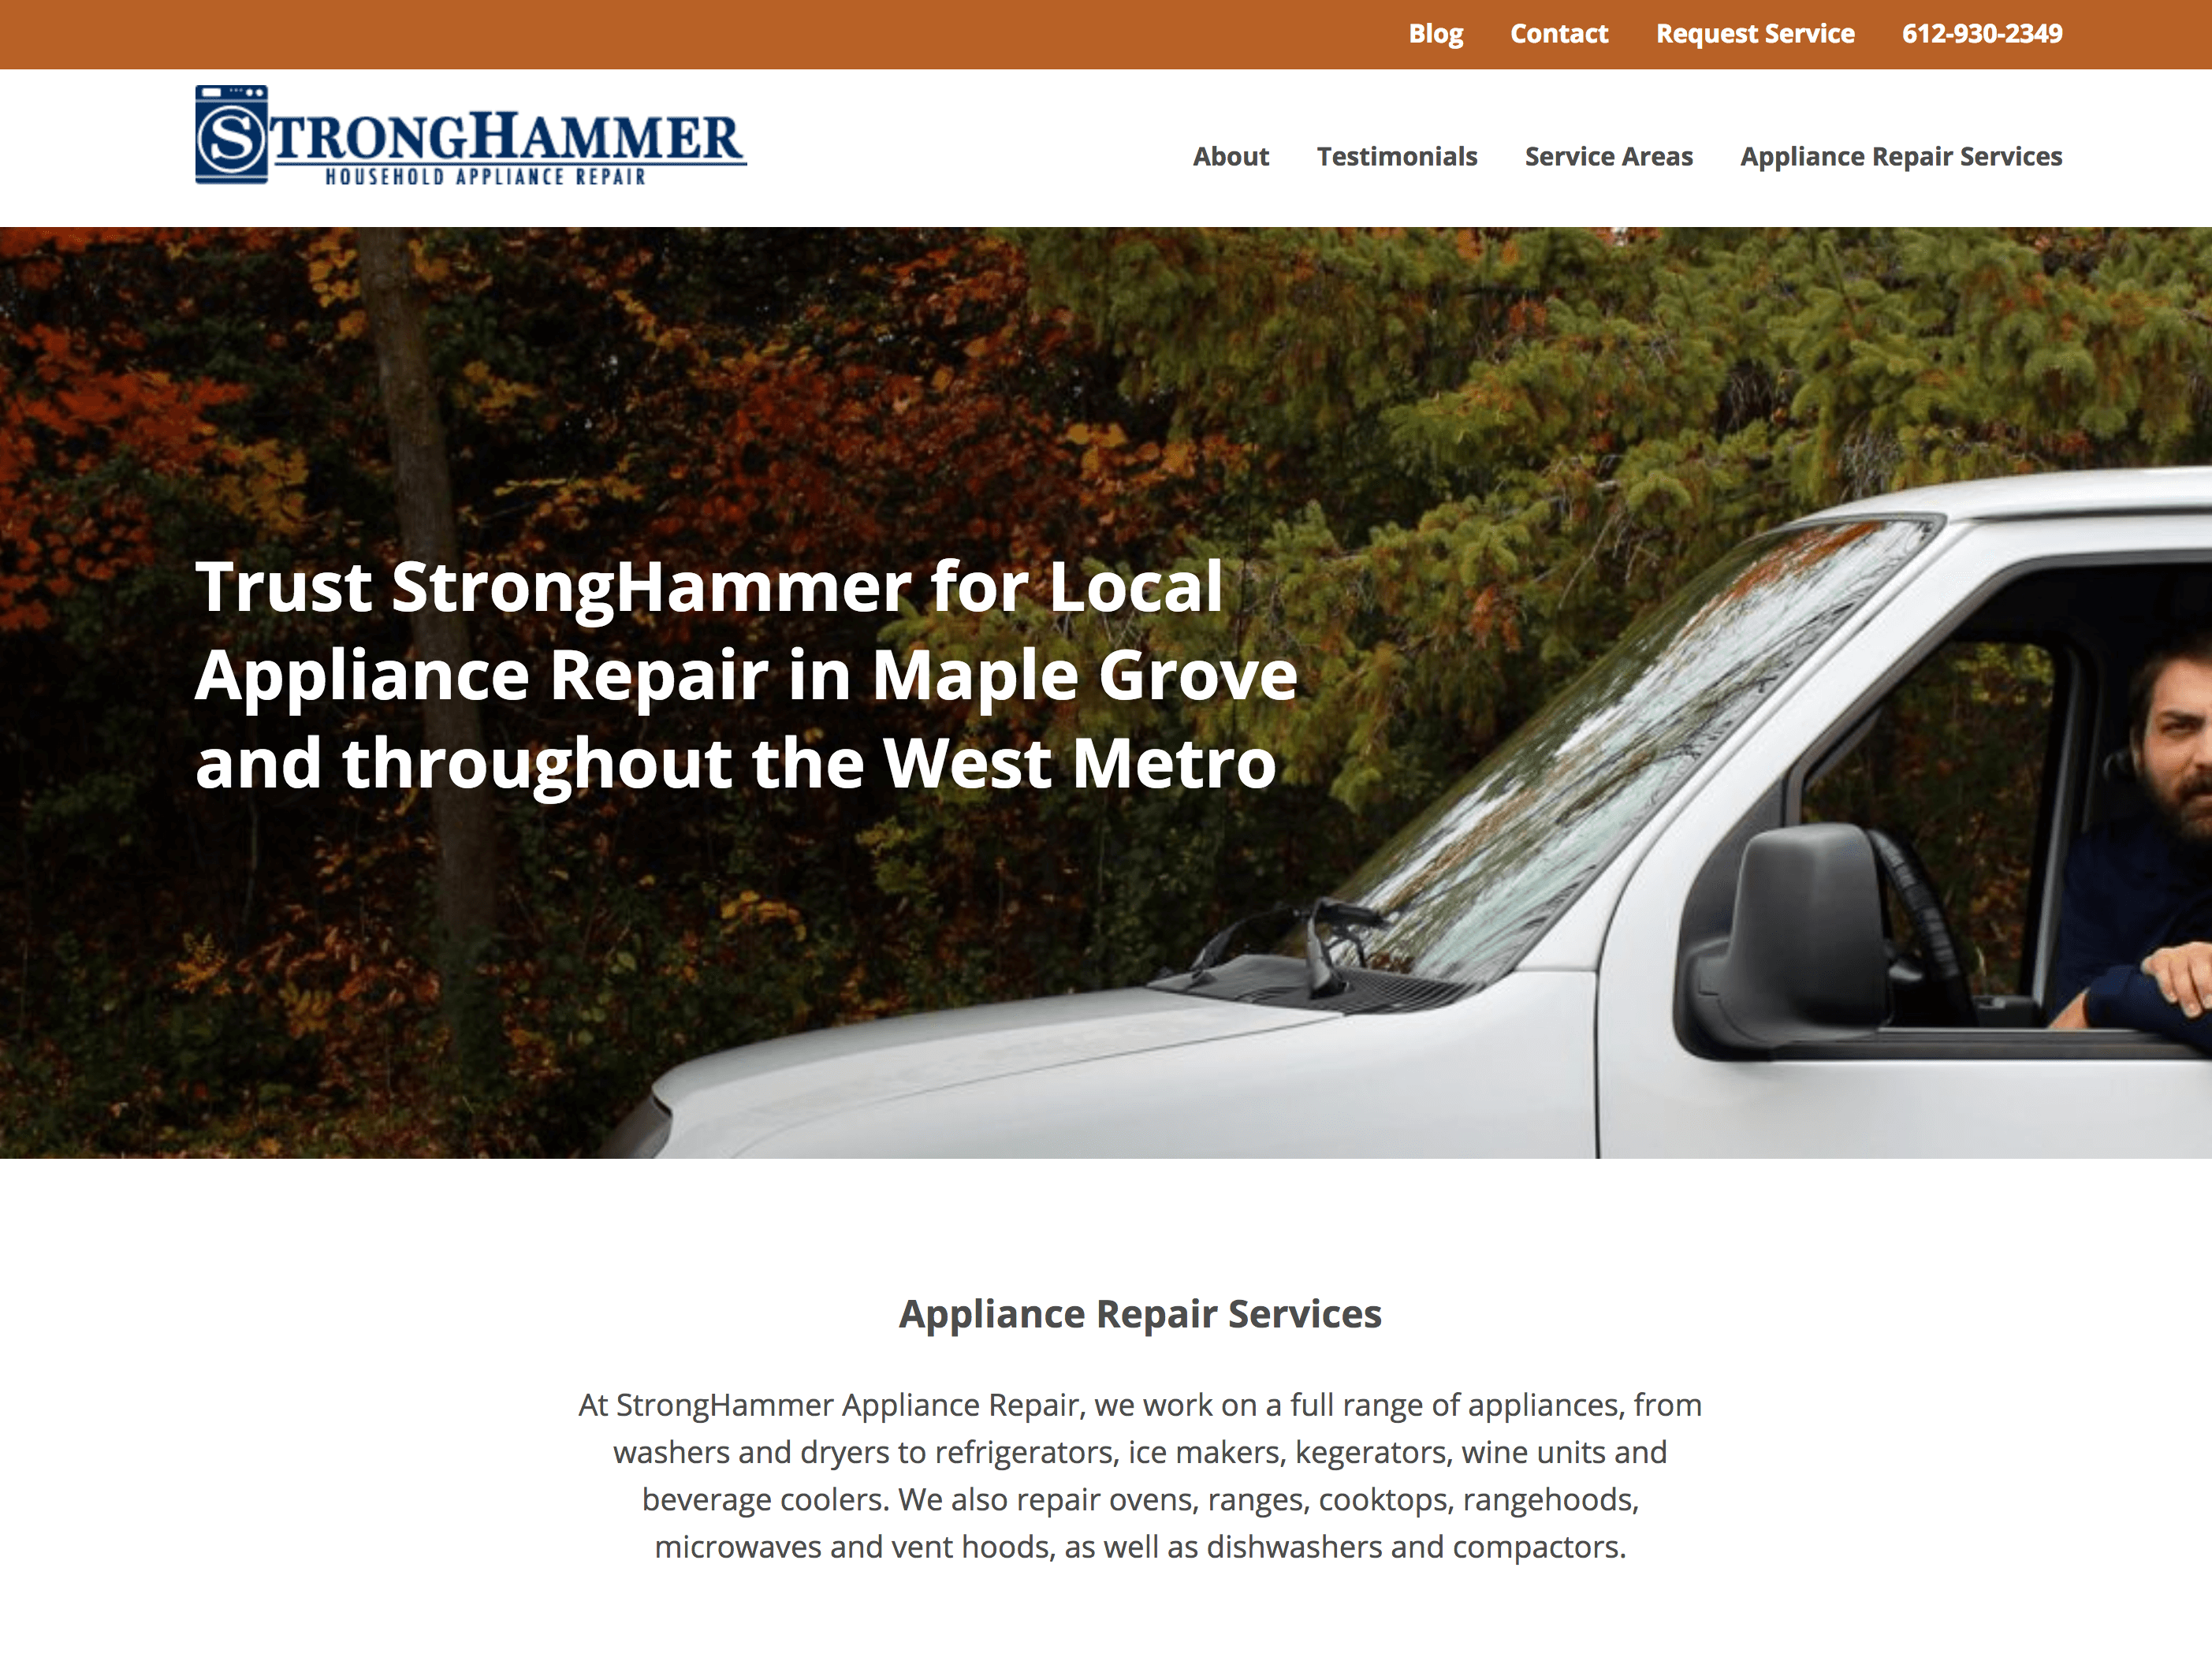 Blog Contact Request Service 612-930-2349
STRONGHAMMER
HOUSEHOLD APPLIANCE REPAIR
About Testimonials Service Areas Appliance Repair Services
Trust StrongHammer for Local
Appliance Repair in Maple Grove
and throughout the West Metro
Appliance Repair Services
At StrongHammer Appliance Repair, we work on a full range of appliances, from
washers and dryers to refrigerators, ice makers, kegerators, wine units and
beverage coolers. We also repair ovens, ranges, cooktops, rangehoods,
microwaves and vent hoods, as well as dishwashers and compactors.